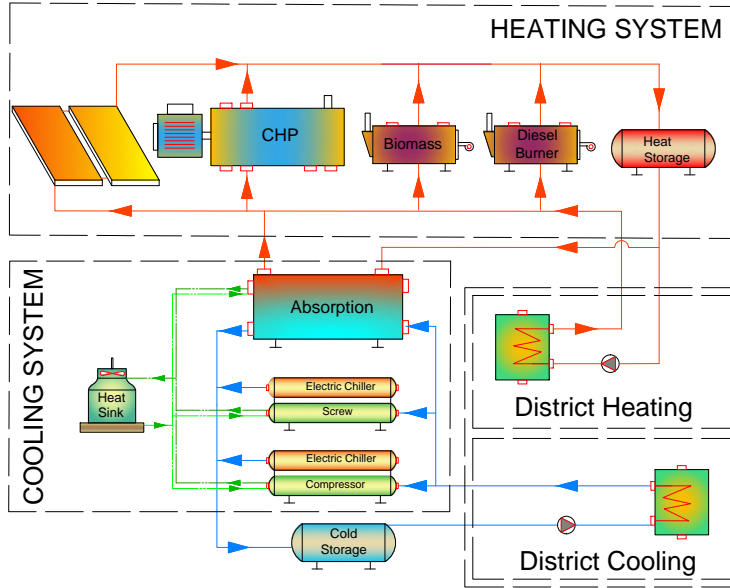 HEATING SYSTEM
CHP
Biomass
Diesel
Burner
Heat
Storage
COOLING SYSTEM
Absorption
Heat
Sink
Electric Chiller
Screw
Electric Chiller
Compressor
Cold
Storage
District Heating
District Cooling